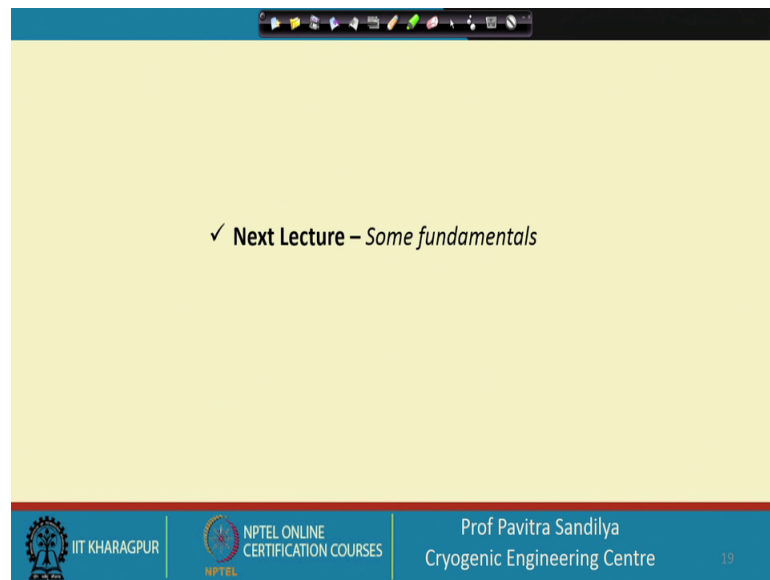 ✓ Next Lecture – Some fundamentals
IIT KHARAGPUR
NPTEL
NPTEL ONLINE
CERTIFICATION COURSES
Prof Pavitra Sandilya
Cryogenic Engineering Centre
19